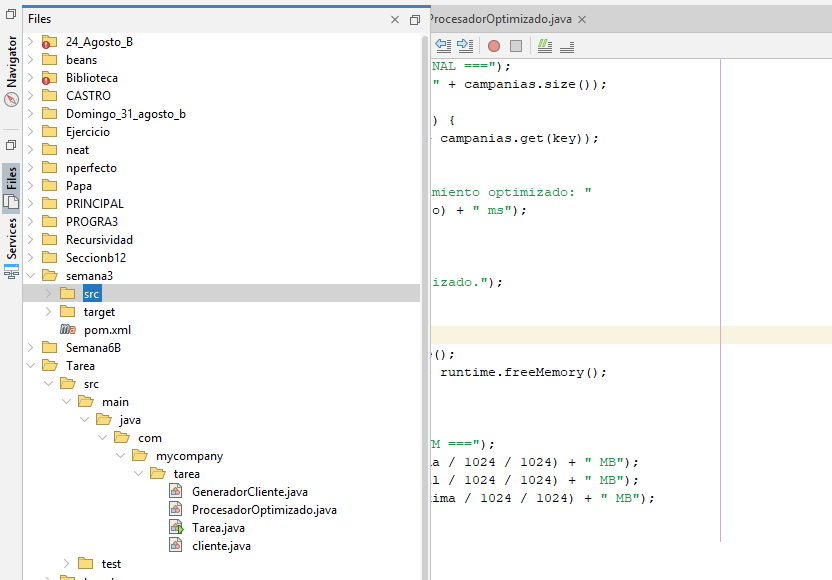 Files
ProcesadorOptimizado.java
Navigator
Files
Services
24_Agosto_B
beans
Biblioteca
CASTRO
Domingo_31_agosto_b
Ejercicio
neat
nperfecto
Papa
PRINCIPAL
PROGRA3
Recursividad
Seccionb12
semana3
src
target
pom.xml
Semana6B
Tarea
src
main
java
com
mycompany
tarea
GeneradorCliente.java
ProcesadorOptimizado.java
Tarea.java
cliente.java
test
NAL ===");
" + campanias.size());
) {
campanias.get(key));
miento optimizado: "
o) + " ms");
izado.");
();
runtime.freeMemory();
M ===");
a / 1024 / 1024) + " MB");
l / 1024 / 1024) + " MB");
ima / 1024 / 1024) + " MB");